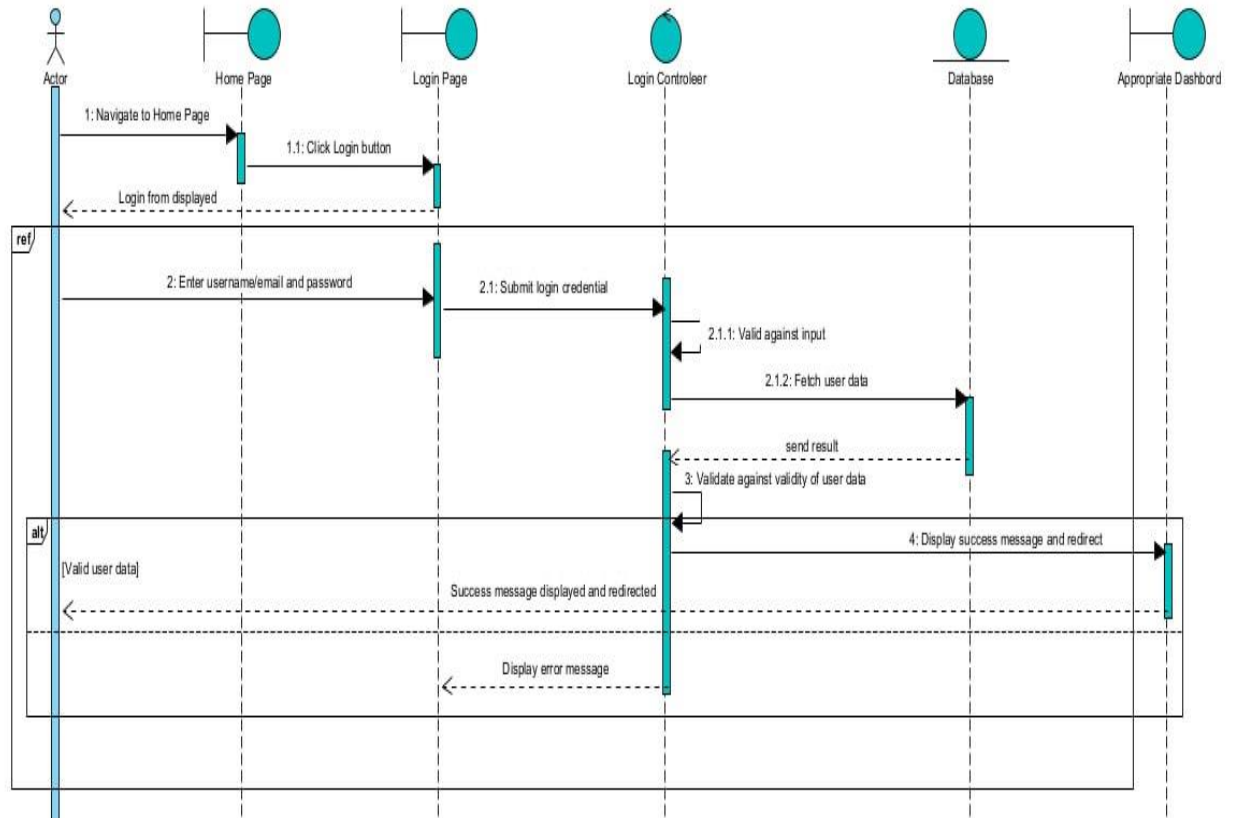 Actor
Home Page
Login Page
Login Controleer
Database
Appropriate Dashbord
1: Navigate to Home Page
1.1: Click Login button
Login from displayed
ref
2: Enter username/email and password
2.1: Submit login credential
2.1.1: Valid against input
2.1.2: Fetch user data
send result
3: Validate against validity of user data
alt
4: Display success message and redirect
[Valid user data]
Success message displayed and redirected
Display error message